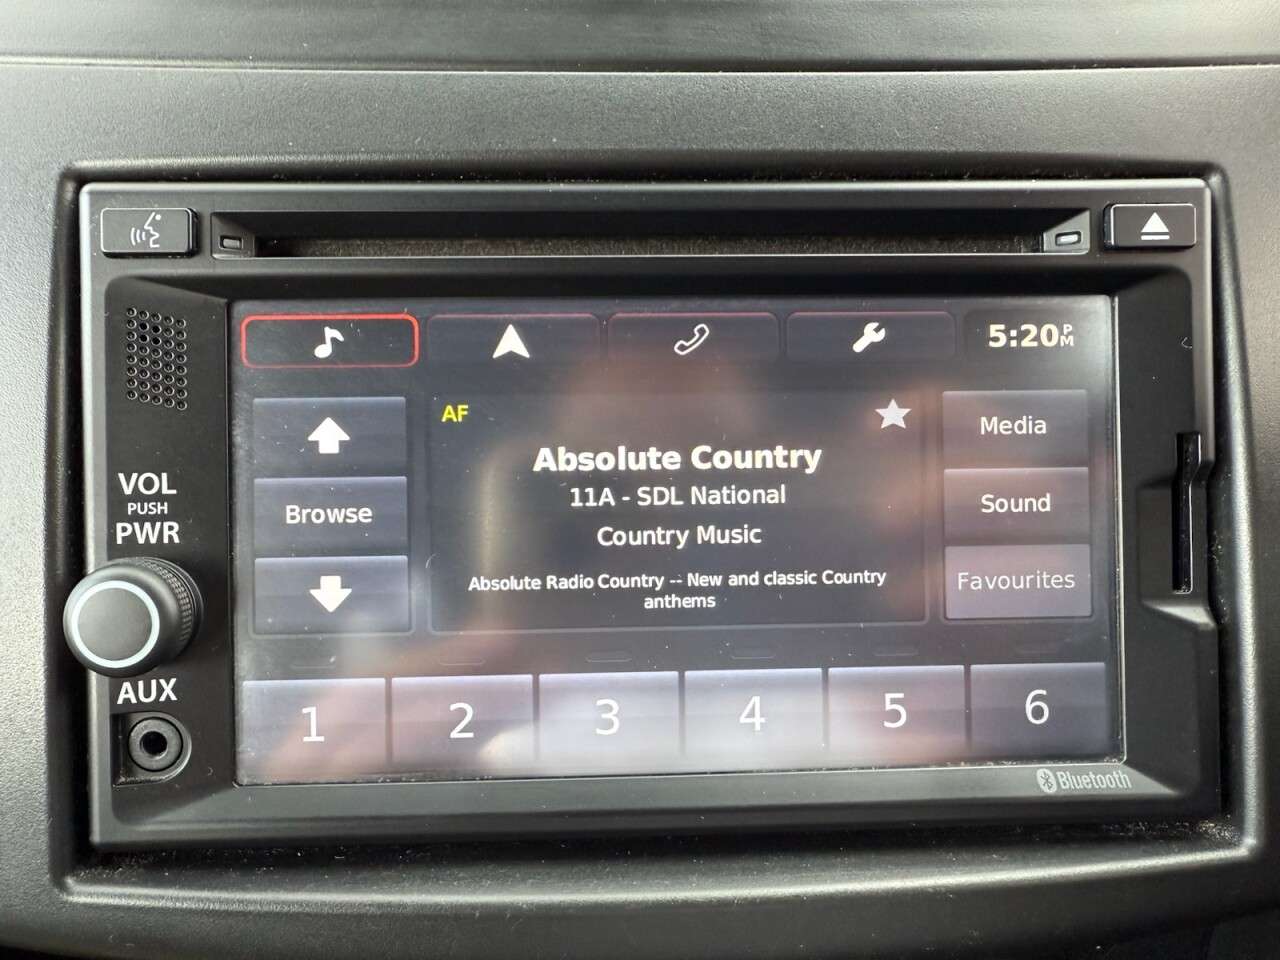 5:20PM
AF
Absolute Country
11A - SDL National
Country Music
Absolute Radio Country -- New and classic Country
anthems
Browse
Media
Sound
Favourites
1 2 3 4 5 6
VOL
PUSH
PWR
AUX
Bluetooth